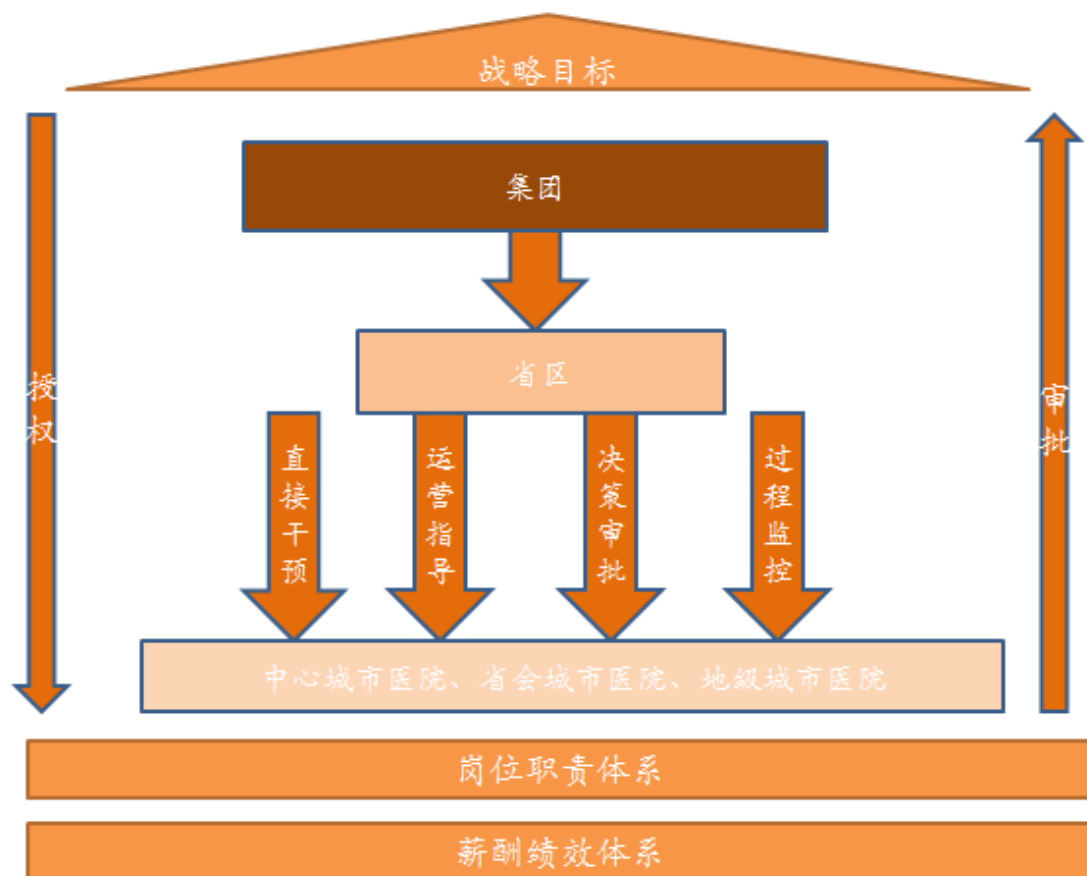 战略目标
集团
省区
授权
直接干预
运营指导
决策审批
过程监控
审批
中心城市医院、省会城市医院、地级城市医院
岗位职责体系
薪酬绩效体系